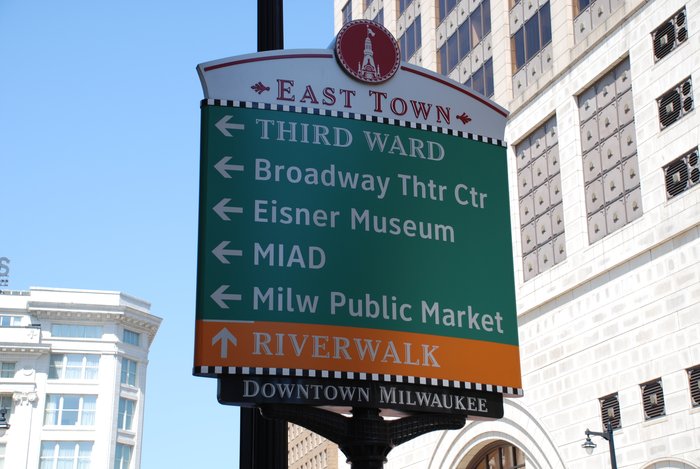 EAST TOWN
THIRD WARD
Broadway Thtr Ctr
Eisner Museum
MIAD
Milw Public Market
RIVERWALK
DOWNTOWN MILWAUKEE